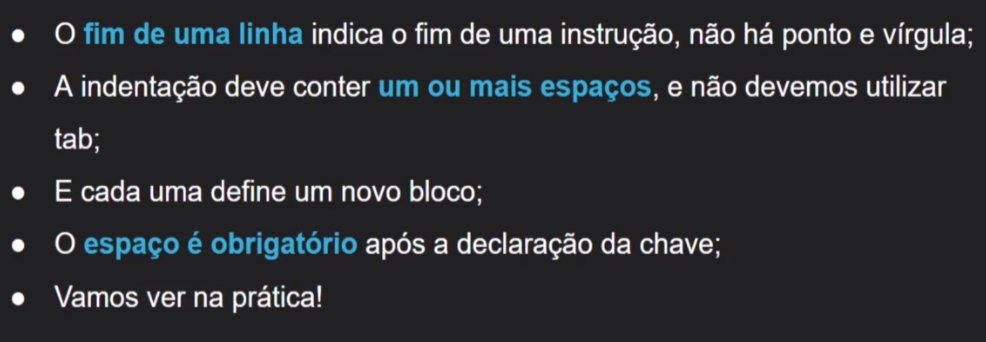 ● O fim de uma linha indica o fim de uma instrução, não há ponto e vírgula;
● A indentação deve conter um ou mais espaços, e não devemos utilizar
tab;
● E cada uma define um novo bloco;
● O espaço é obrigatório após a declaração da chave;
● Vamos ver na prática!